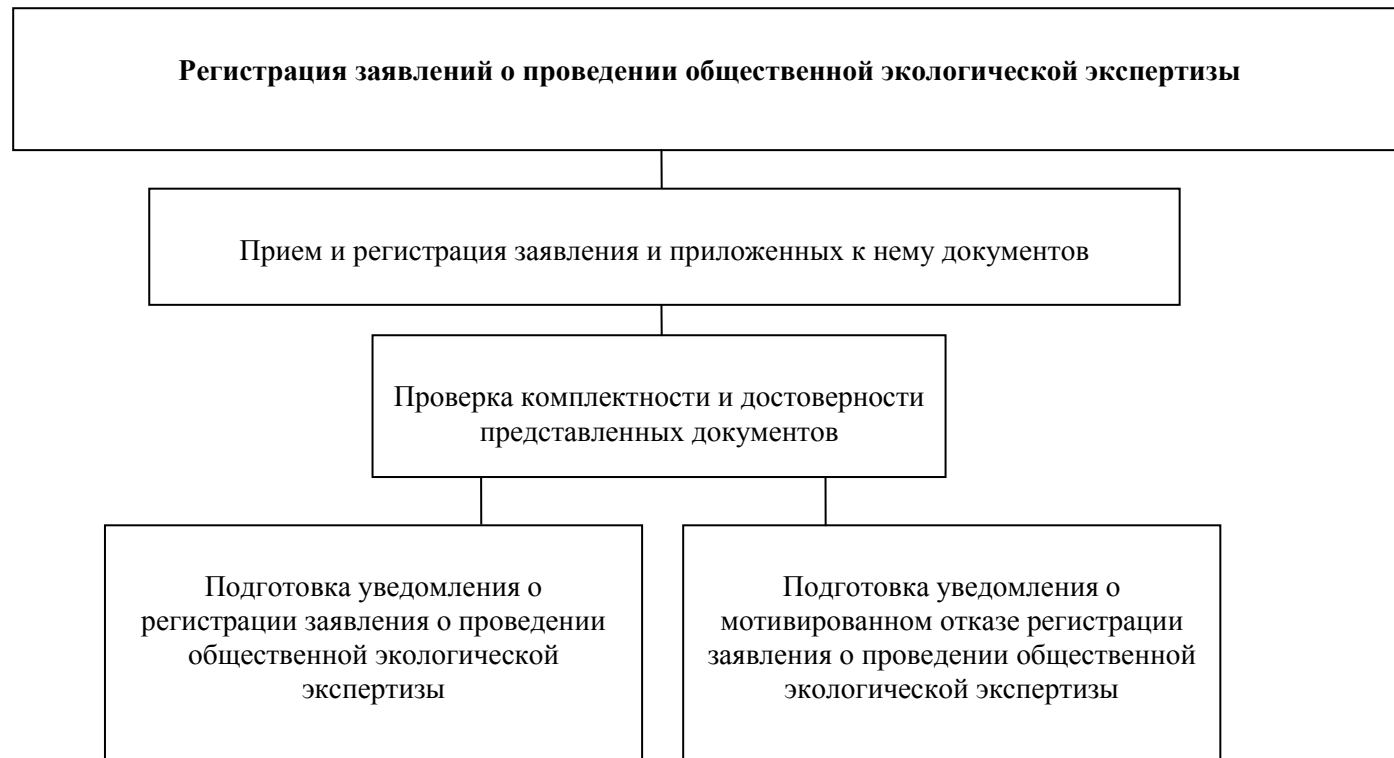 Регистрация заявлений о проведении общественной экологической экспертизы
Прием и регистрация заявления и приложенных к нему документов
Проверка комплектности и достоверности
представленных документов
Подготовка уведомления о
регистрации заявления о проведении
общественной экологической
экспертизы
Подготовка уведомления о
мотивированном отказе регистрации
заявления о проведении общественной
экологической экспертизы